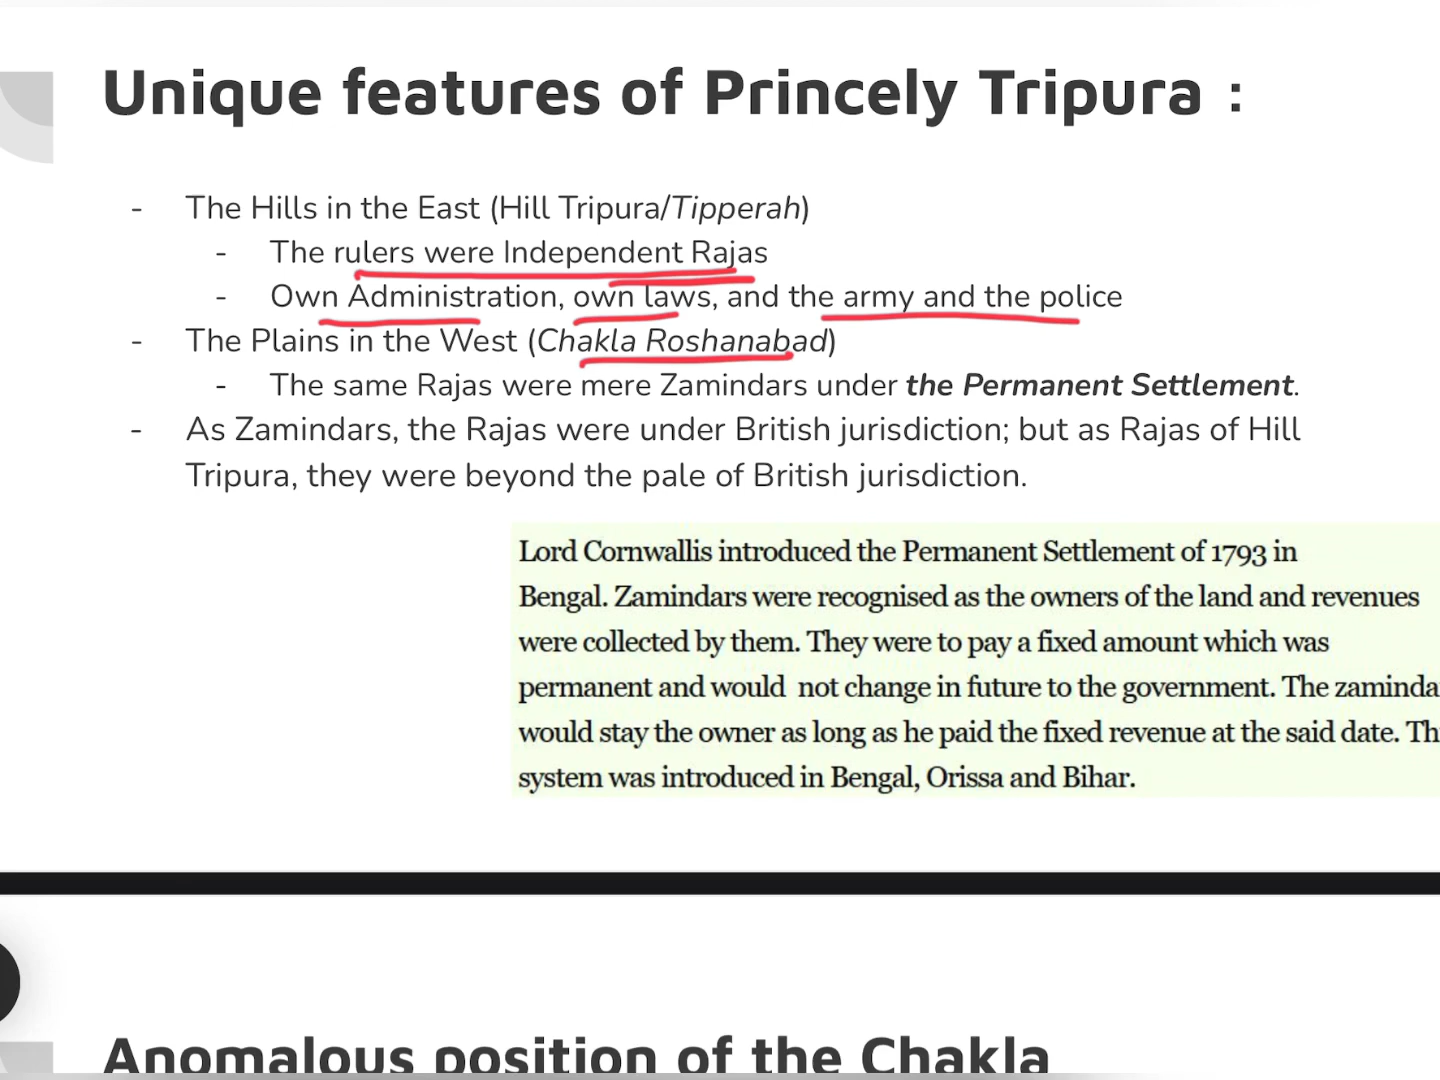 Unique features of Princely Tripura :
- The Hills in the East (Hill Tripura/Tipperah)
- The rulers were Independent Rajas
- Own Administration, own laws, and the army and the police
- The Plains in the West (Chakla Roshanabad)
- The same Rajas were mere Zamindars under the Permanent Settlement.
- As Zamindars, the Rajas were under British jurisdiction; but as Rajas of Hill
Tripura, they were beyond the pale of British jurisdiction.
Lord Cornwallis introduced the Permanent Settlement of 1793 in
Bengal. Zamindars were recognised as the owners of the land and revenues
were collected by them. They were to pay a fixed amount which was
permanent and would not change in future to the government. The
would stay the owner as long as he paid the fixed revenue at the said date.
system was introduced in Bengal, Orissa and Bihar.
Anomalous position of the Chakla